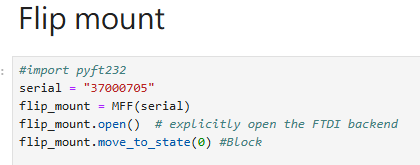 Flip mount
:
#import pyft232
serial = "37000705"
flip_mount = MFF(serial)
flip_mount.open()  # explicitly open the FTDI backend
flip_mount.move_to_state(0) #Block